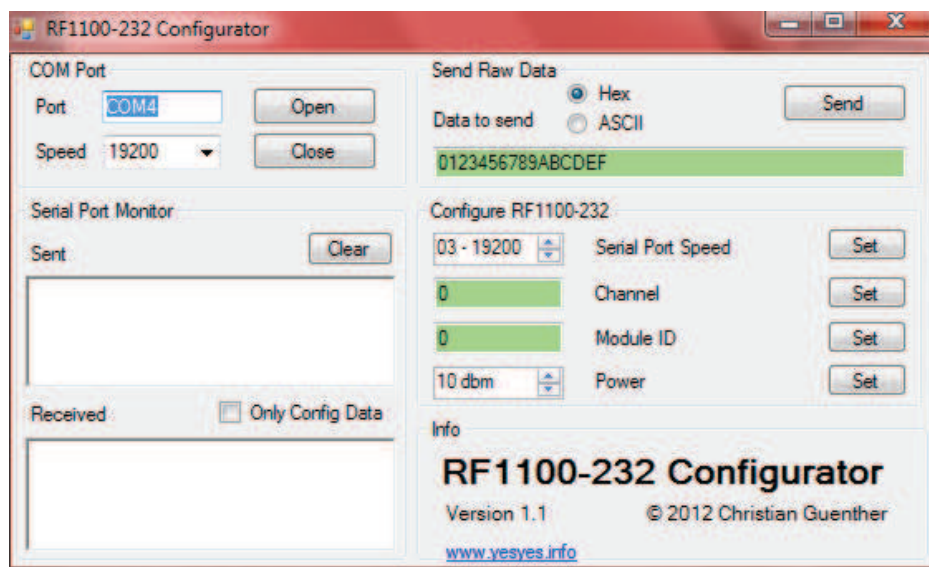 RF1100-232 Configurator
COM Port
Port COM4 Open
Speed 19200 Close
Send Raw Data
Hex
Data to send ASCII
Send
0123456789ABCDEF
Serial Port Monitor
Sent Clear
Received Only Config Data
Configure RF1100-232
03 - 19200 Serial Port Speed Set
0 Channel Set
0 Module ID Set
10 dbm Power Set
Info
RF1100-232 Configurator
Version 1.1 © 2012 Christian Guenther
www.yesyes.info